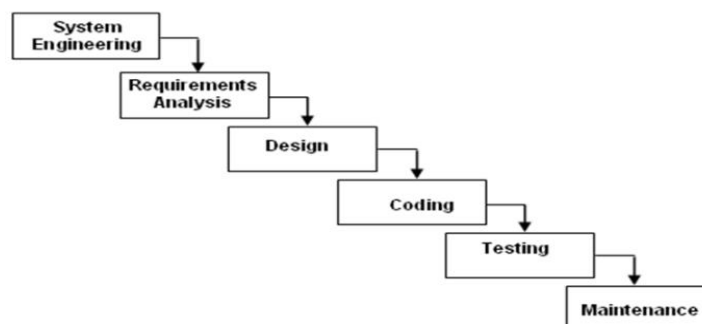 System
Engineering
Requirements
Analysis
Design
Coding
Testing
Maintenance